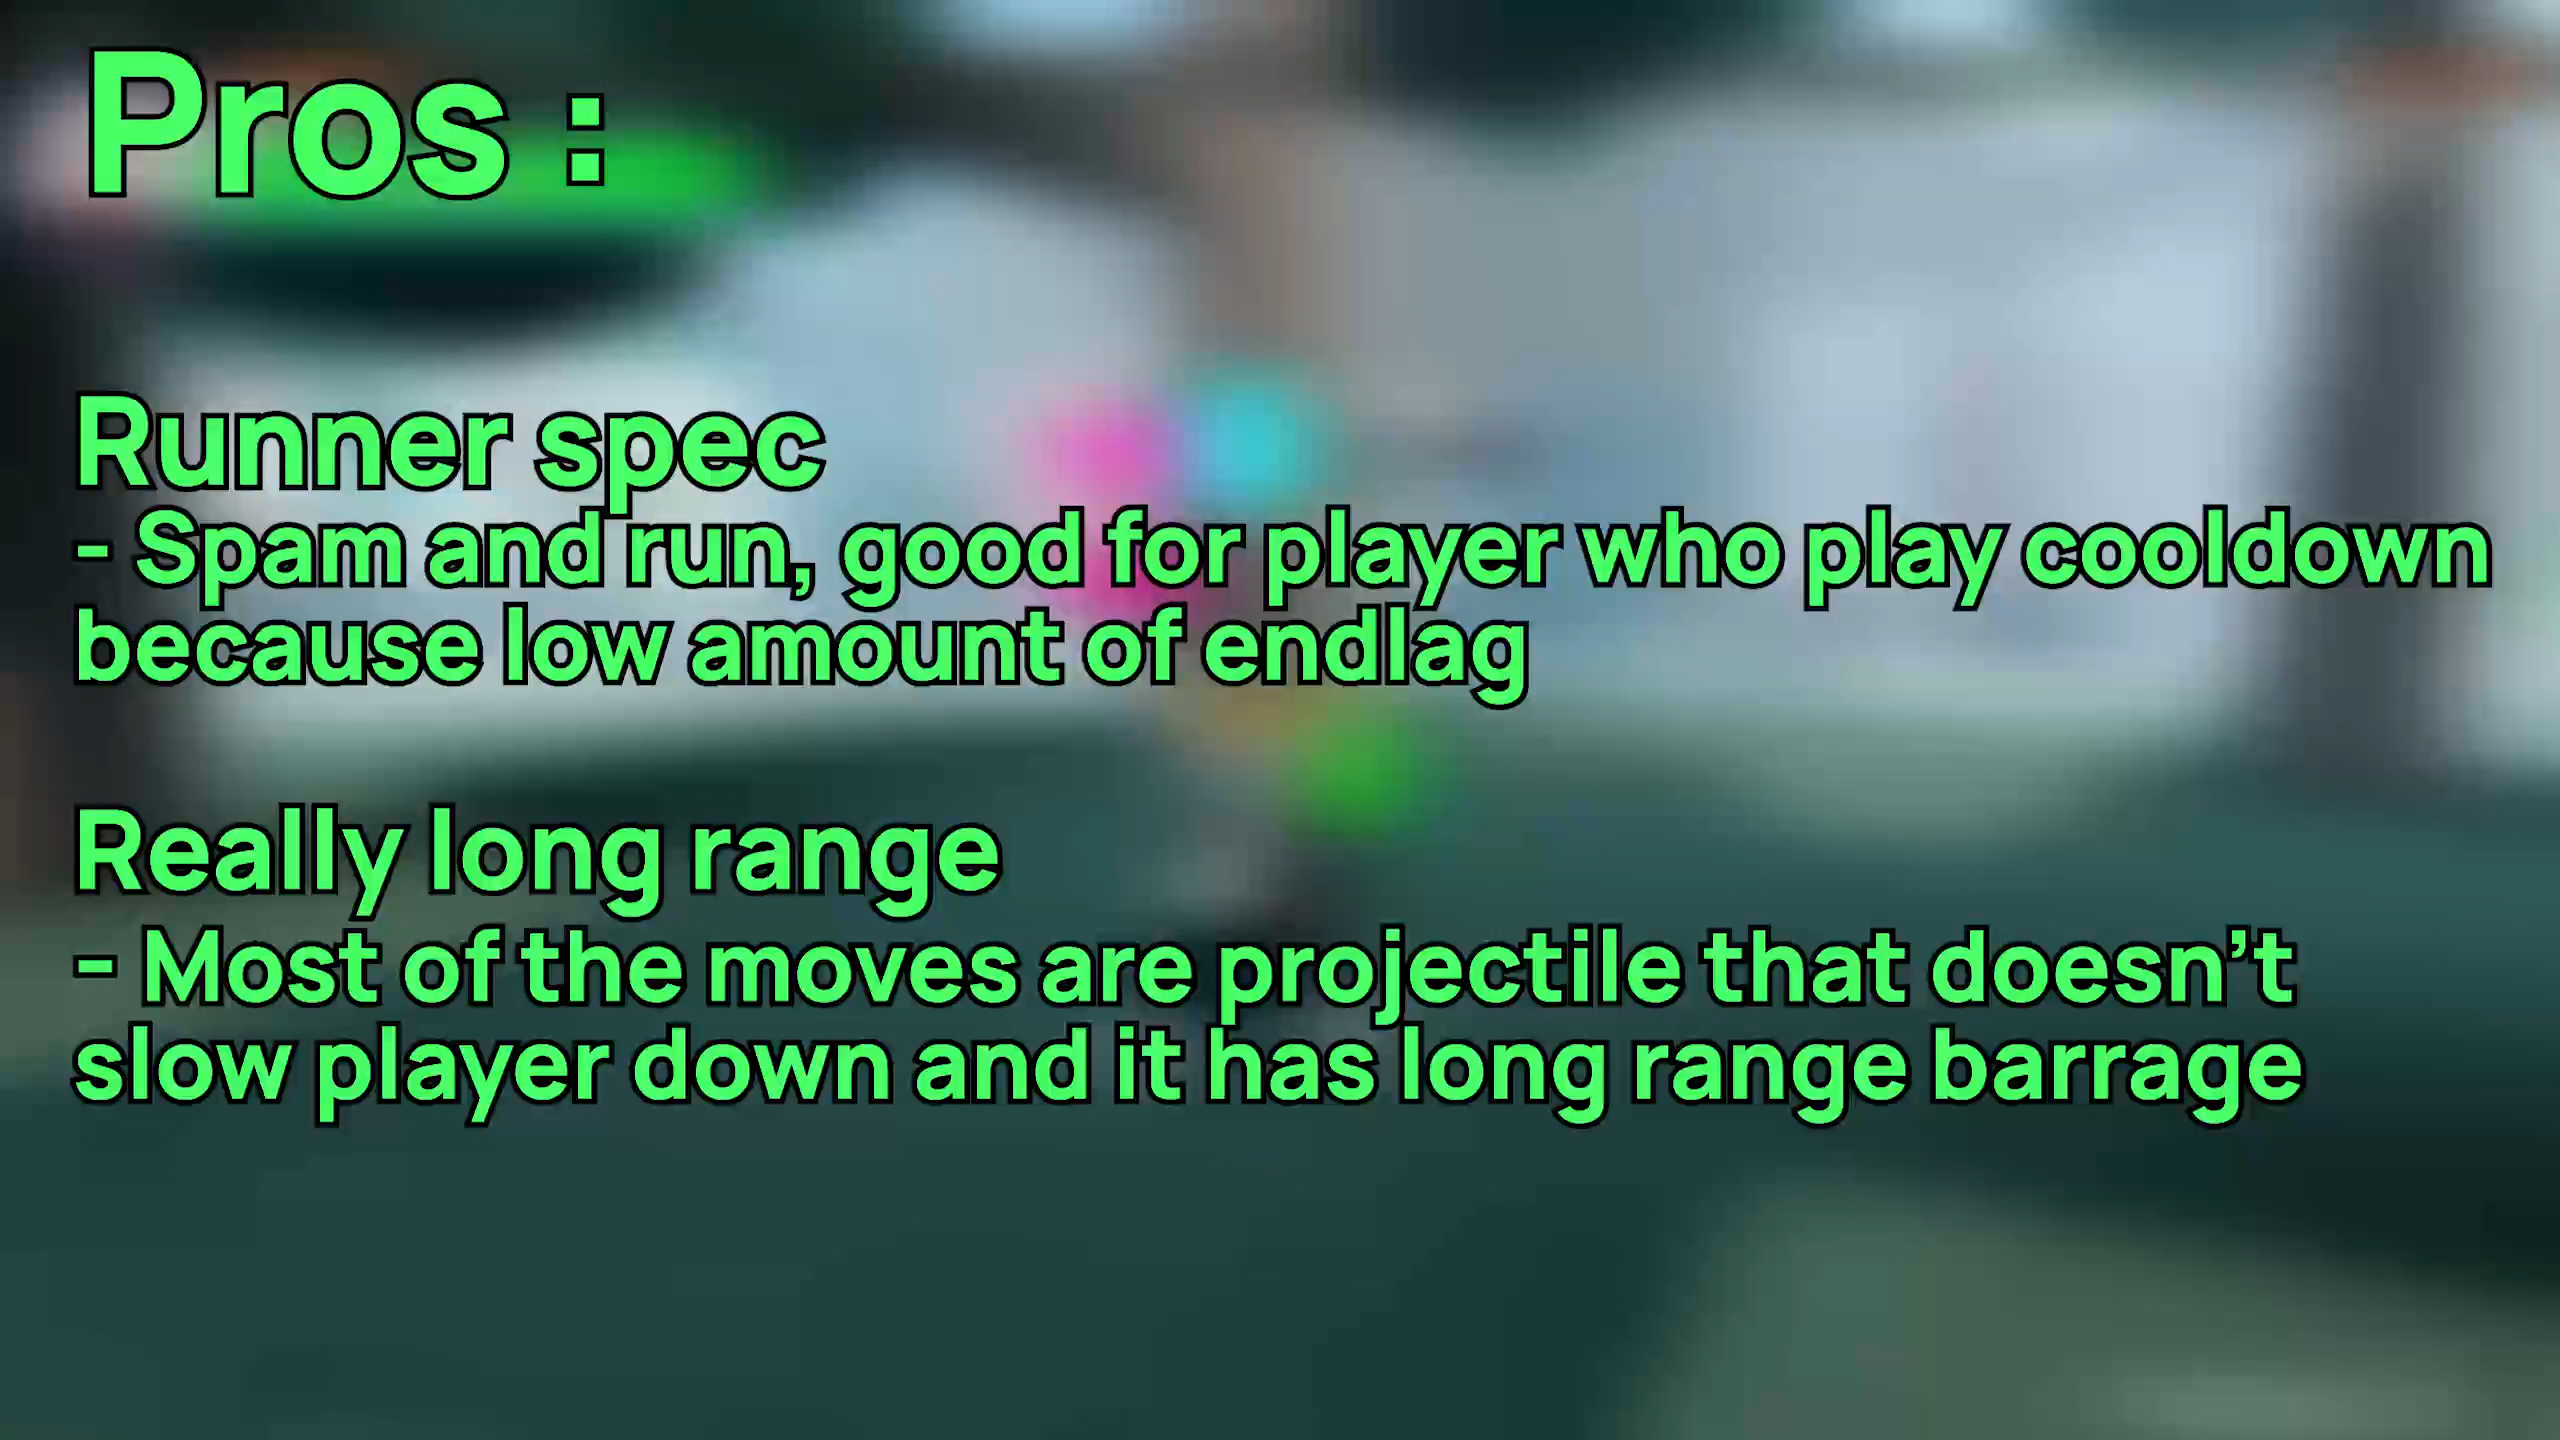 Pros :
Runner spec
- Spam and run, good for player who play cooldown
because low amount of endlag
Really long range
- Most of the moves are projectile that doesn’t
slow player down and it has long range barrage